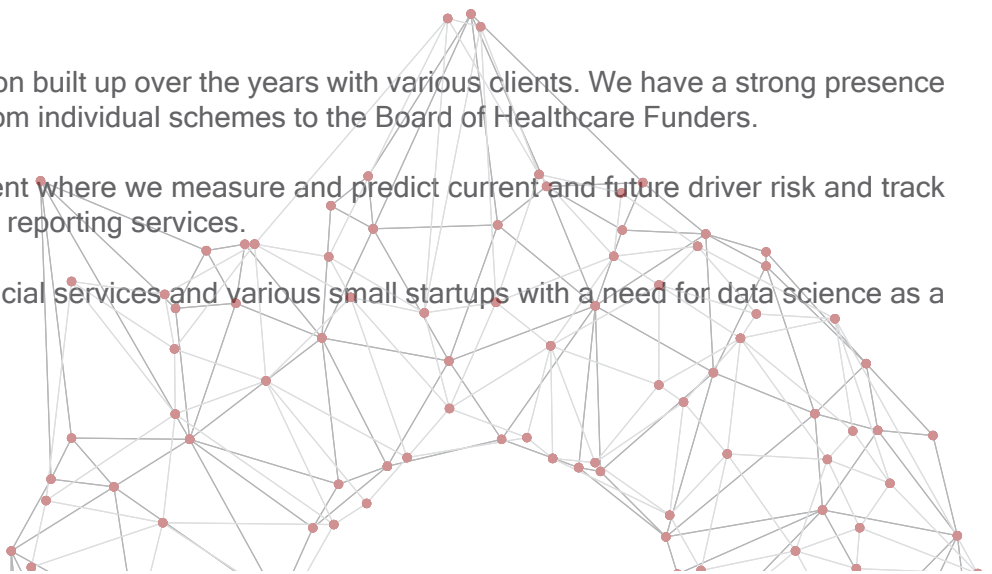 on built up over the years with various clients. We have a strong presence
om individual schemes to the Board of Healthcare Funders.
ent where we measure and predict current and future driver risk and track
reporting services.
cial services and various small startups with a need for data science as a